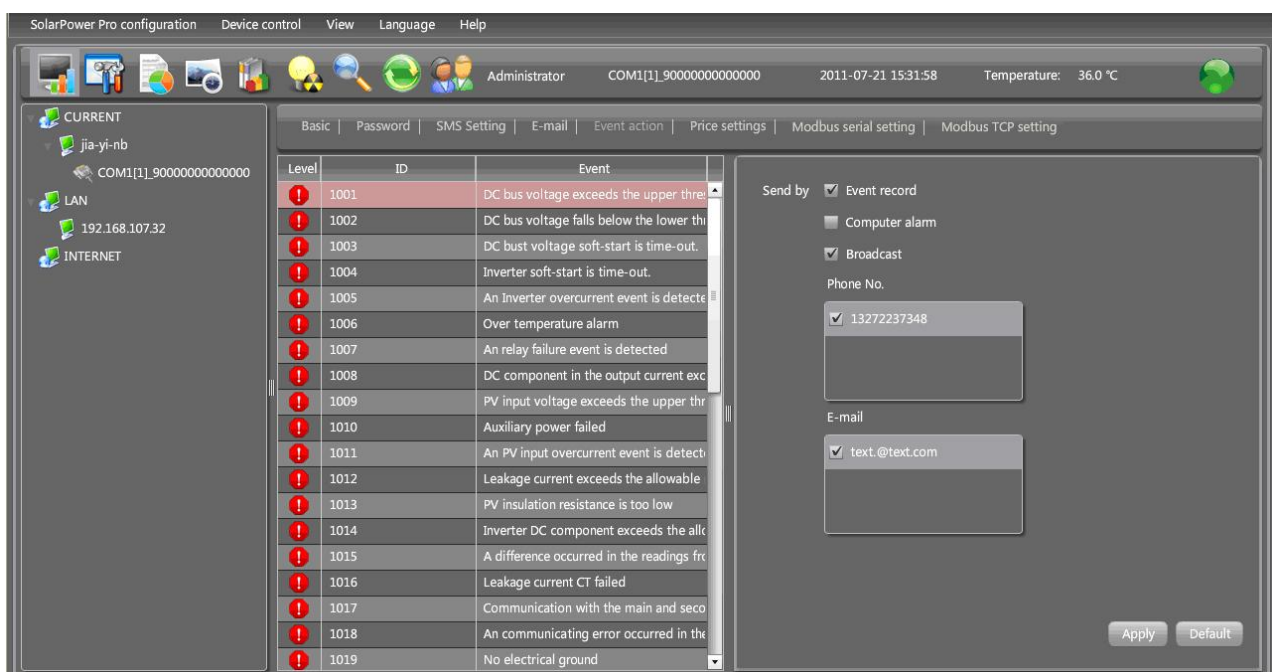 SolarPower Pro configuration Device control View Language Help
Administrator COM1[1]_90000000000000 2011-07-21 15:31:58 Temperature: 36.0 ℃
CURRENT
jia-yi-nb
COM1[1]_90000000000000
LAN
192.168.107.32
INTERNET
Basic | Password | SMS Setting | E-mail | Event action | Price settings | Modbus serial setting | Modbus TCP setting
Level ID Event
1001 DC bus voltage exceeds the upper thres
1002 DC bus voltage falls below the lower thr
1003 DC bust voltage soft-start is time-out.
1004 Inverter soft-start is time-out.
1005 An Inverter overcurrent event is detecte
1006 Over temperature alarm
1007 An relay failure event is detected
1008 DC component in the output current exc
1009 PV input voltage exceeds the upper thr
1010 Auxiliary power failed
1011 An PV input overcurrent event is detect
1012 Leakage current exceeds the allowable
1013 PV insulation resistance is too low
1014 Inverter DC component exceeds the allo
1015 A difference occurred in the readings fro
1016 Leakage current CT failed
1017 Communication with the main and seco
1018 An communicating error occurred in the
1019 No electrical ground
Send by Event record
Computer alarm
Broadcast
Phone No.
13272237348
E-mail
text.@text.com
Apply Default